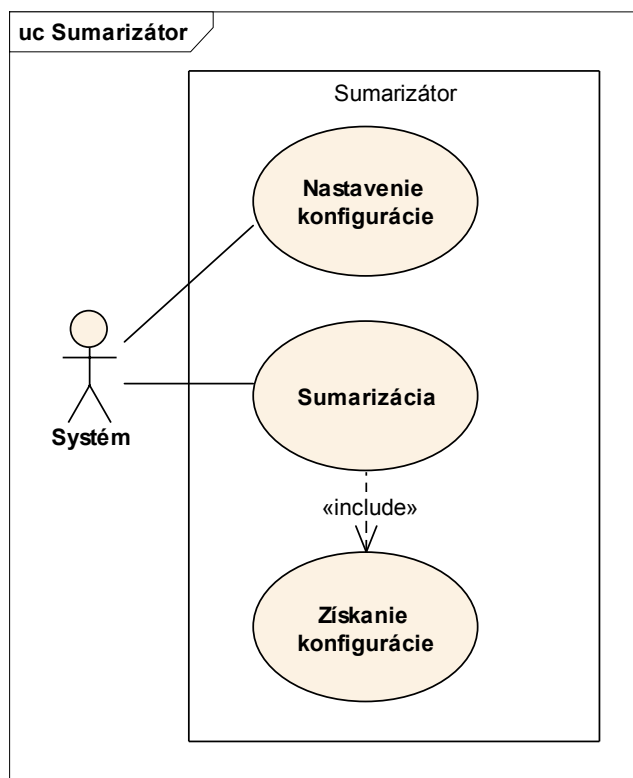 uc Sumarizátor
Sumarizátor
Nastavenie
konfigurácie
Sumarizácia
Systém
«include»
Získanie
konfigurácie